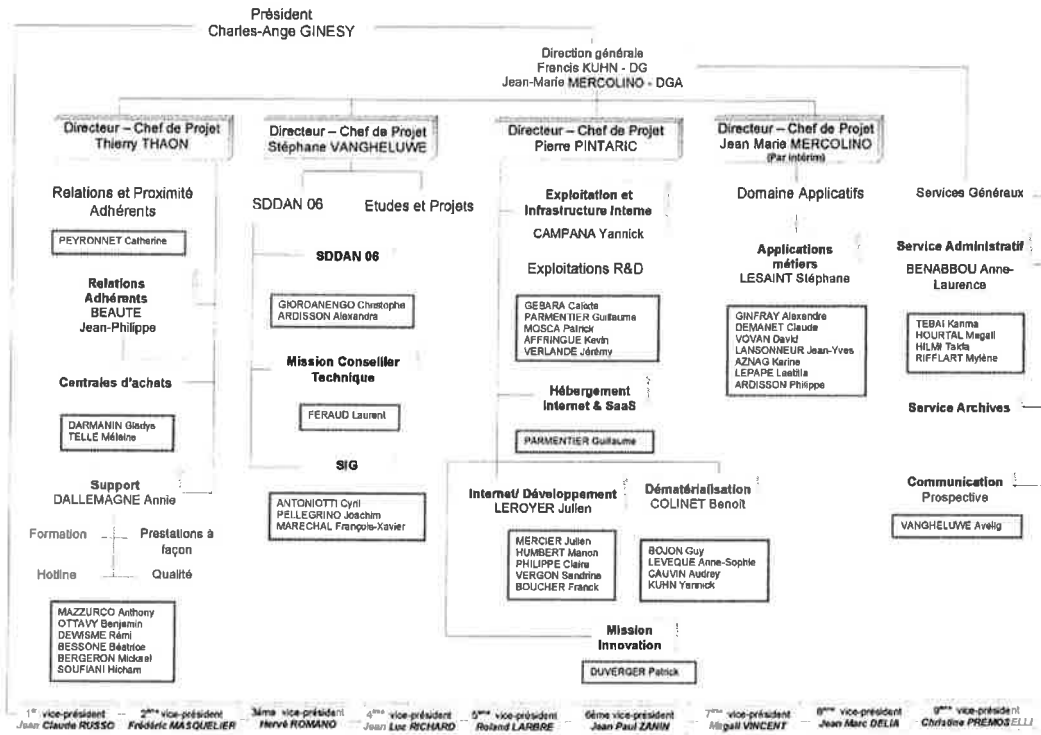 Président
Charles-Ange GINESY
Direction générale
Francis KUHN - DG
Jean-Marie MERCOLINO - DGA
Directeur – Chef de Projet
Thierry THAON
Directeur – Chef de Projet
Stéphane VANGHELUWE
Directeur – Chef de Projet
Pierre PINTARIC
Directeur – Chef de Projet
Jean Marie MERCOLINO
(Par intérim)
Relations et Proximité
Adhérents
PEYRONNET Catherine
Relations
Adhérents
BEAUTE
Jean-Philippe
Centrales d'achats
DARMANIN Gladys
TELLE Mélaine
Support
DALLEMAGNE Annie
Formation
Prestations à
façon
Hotline
Qualité
MAZZURCO Anthony
OTTAVY Benjamin
DEWISME Rémi
BESSONE Béatrice
BERGERON Mickael
SOUFIANI Hicham
SDDAN 06
Etudes et Projets
SDDAN 06
GIORDANENGO Christophe
ARDISSON Alexandra
Mission Conseiller
Technique
FERAUD Laurent
SIG
ANTONIOTTI Cyril
PELLEGRINO Joachim
MARECHAL François-Xavier
Exploitation et
Infrastructure Interne
CAMPANA Yannick
Exploitations R&D
GEBARA Calixte
PARMENTIER Guillaume
MOSCA Patrick
AFFRINGUE Kevin
VERLANDE Jérémy
Hébergement
Internet & SaaS
PARMENTIER Guillaume
Internet/ Développement
LEROYER Julien
MERCIER Julien
HUMBERT Manon
PHILIPPE Claire
VERGON Sandrine
BOUCHER Franck
Dématérialisation
COLINET Benoît
BOJON Guy
LEVEQUE Anne-Sophie
CAUVIN Audrey
KUHN Yannick
Mission
Innovation
DUVERGER Patrick
Domaine Applicatifs
Applications
métiers
LESAINT Stéphane
GINFRAY Alexandre
DEMANET Claude
VOVAN David
LANSONNEUR Jean-Yves
AZNAG Karine
LEPAPE Laetitia
ARDISSON Philippe
Services Généraux
Service Administratif
BENABBOU Anne-
Laurence
TEBAI Karima
HOURTAL Magali
HILMI Takfa
RIFFLART Mylène
Service Archives
Communication
Prospective
VANGHELUWE Avelig
1er vice-président
Jean Claude RUSSO
2ème vice-président
Frédéric MASQUELIER
3ème vice-président
Hervé ROMANO
4ème vice-président
Jean Luc RICHARD
5ème vice-président
Roland LARBRE
6ème vice-président
Jean Paul ZANIN
7ème vice-président
Magali VINCENT
8ème vice-président
Jean Marc DELIA
9ème vice-président
Christine PREMOSELLI